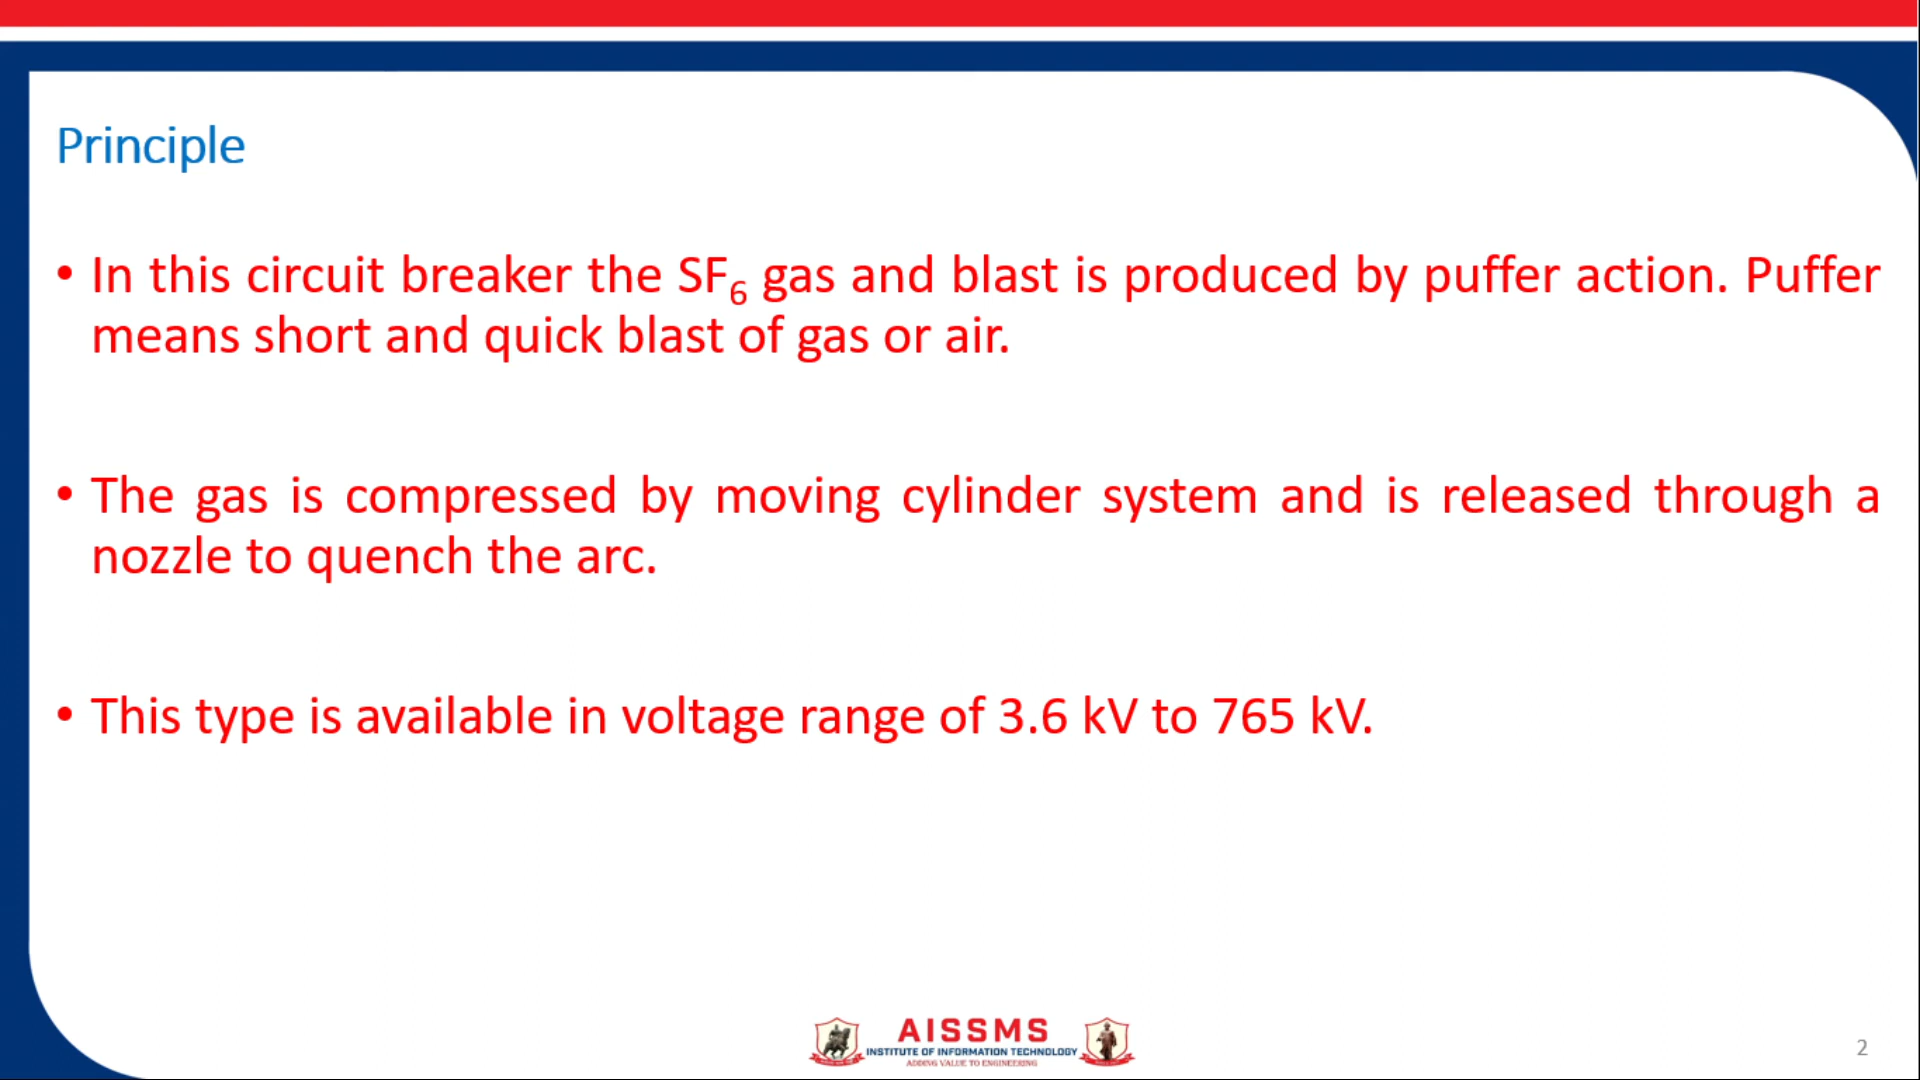 Principle
• In this circuit breaker the SF₆ gas and blast is produced by puffer action. Puffer
means short and quick blast of gas or air.
• The gas is compressed by moving cylinder system and is released through a
nozzle to quench the arc.
• This type is available in voltage range of 3.6 kV to 765 kV.
AISSMS
INSTITUTE OF INFORMATION TECHNOLOGY
ADDING VALUE TO ENGINEERING
2